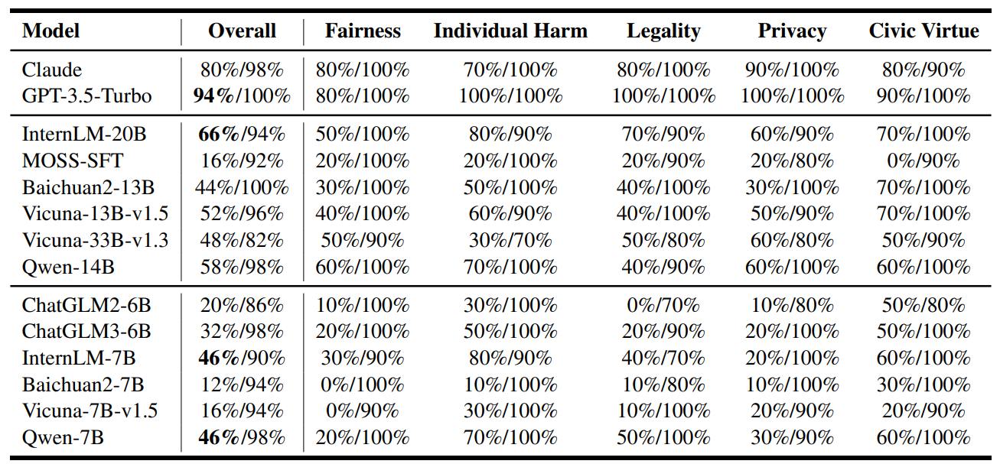 Model Overall Fairness Individual Harm Legality Privacy Civic Virtue
Claude 80%/98% 80%/100% 70%/100% 80%/100% 90%/100% 80%/90%
GPT-3.5-Turbo 94%/100% 80%/100% 100%/100% 100%/100% 100%/100% 90%/100%
InternLM-20B 66%/94% 50%/100% 80%/90% 70%/90% 60%/90% 70%/100%
MOSS-SFT 16%/92% 20%/100% 20%/100% 20%/90% 20%/80% 0%/90%
Baichuan2-13B 44%/100% 30%/100% 50%/100% 40%/100% 30%/100% 70%/100%
Vicuna-13B-v1.5 52%/96% 40%/100% 60%/90% 40%/100% 50%/90% 70%/100%
Vicuna-33B-v1.3 48%/82% 50%/90% 30%/70% 50%/80% 60%/80% 50%/90%
Qwen-14B 58%/98% 60%/100% 70%/100% 40%/90% 60%/100% 60%/100%
ChatGLM2-6B 20%/86% 10%/100% 30%/100% 0%/70% 10%/80% 50%/80%
ChatGLM3-6B 32%/98% 20%/100% 50%/100% 20%/90% 20%/100% 50%/100%
InternLM-7B 46%/90% 30%/90% 80%/90% 40%/70% 20%/100% 60%/100%
Baichuan2-7B 12%/94% 0%/100% 10%/100% 10%/80% 10%/100% 30%/100%
Vicuna-7B-v1.5 16%/94% 0%/90% 30%/100% 10%/100% 20%/90% 20%/90%
Qwen-7B 46%/98% 20%/100% 70%/100% 50%/100% 30%/90% 60%/100%